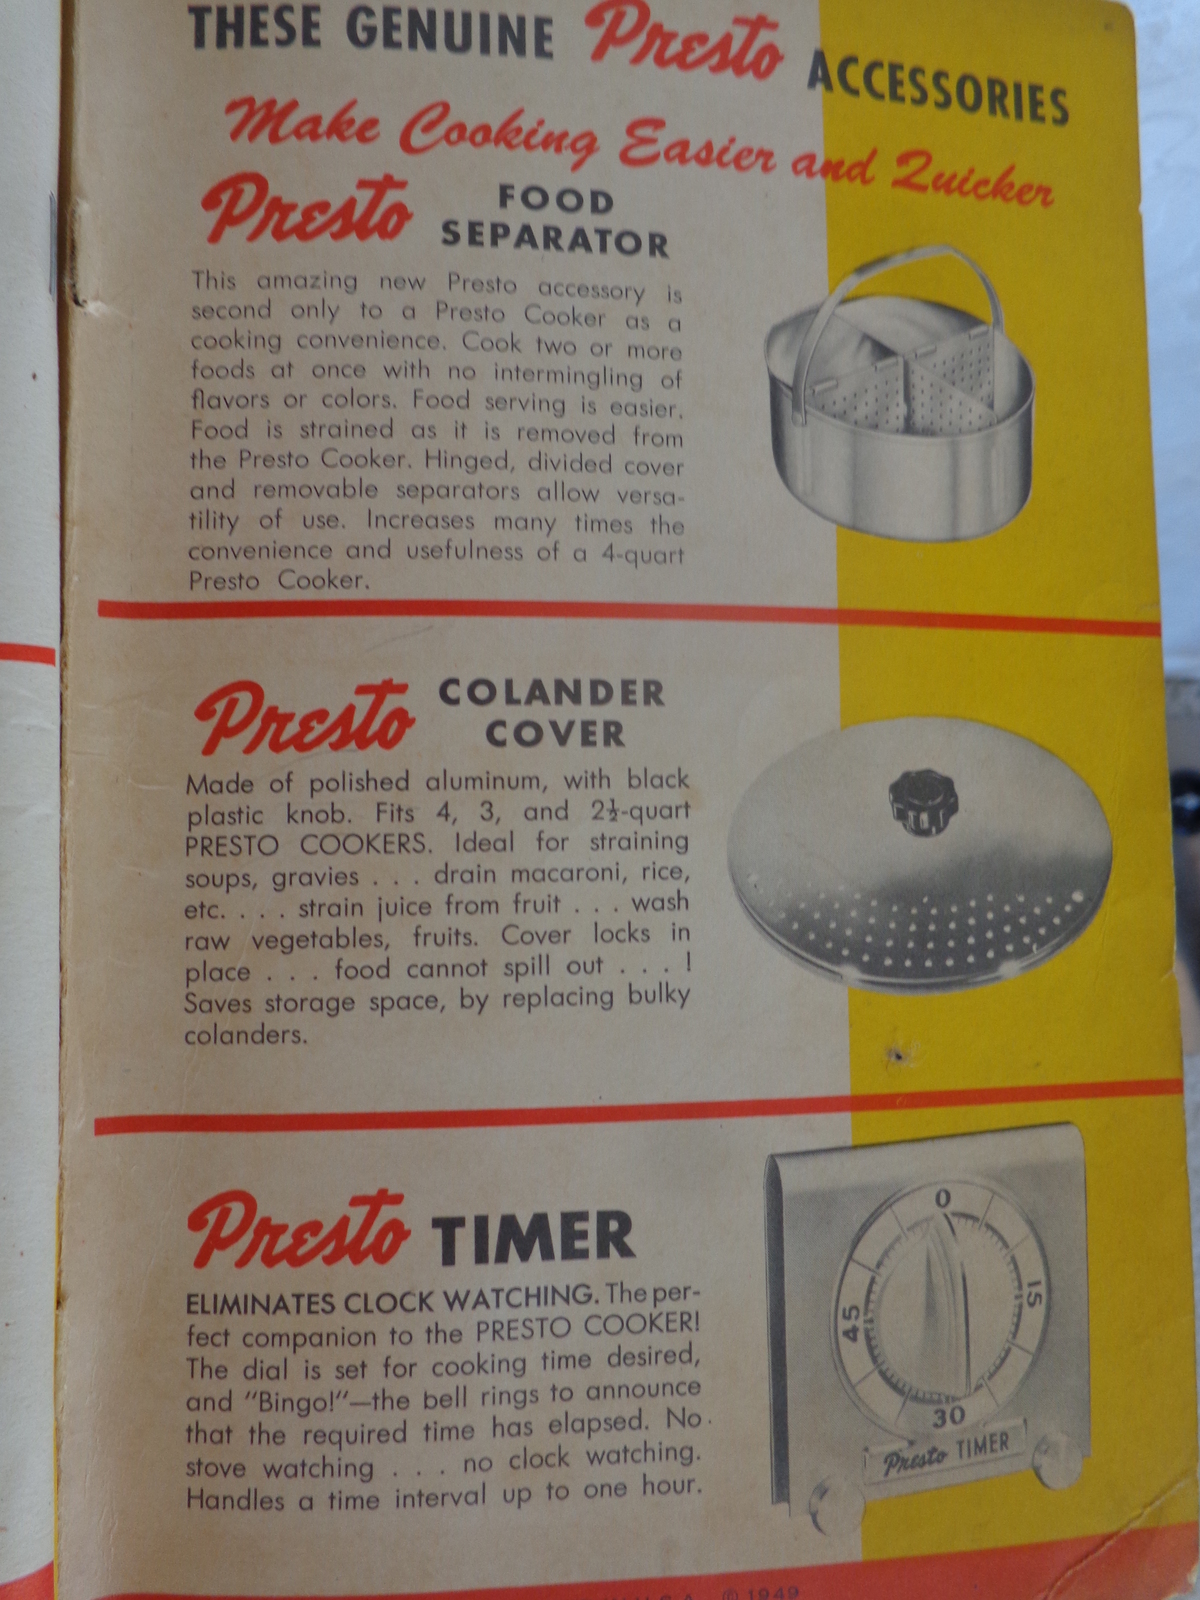 THESE GENUINE Presto ACCESSORIES
Make Cooking Easier and Quicker
Presto FOOD
SEPARATOR
This amazing new Presto accessory is
second only to a Presto Cooker as a
cooking convenience. Cook two or more
foods at once with no intermingling of
flavors or colors. Food serving is easier.
Food is strained as it is removed from
the Presto Cooker. Hinged, divided cover
and removable separators allow versa-
tility of use. Increases many times the
convenience and usefulness of a 4-quart
Presto Cooker.
Presto COLANDER
COVER
Made of polished aluminum, with black
plastic knob. Fits 4, 3, and 2½-quart
PRESTO COOKERS. Ideal for straining
soups, gravies . . . drain macaroni, rice,
etc. . . . strain juice from fruit . . . wash
raw vegetables, fruits. Cover locks in
place . . . food cannot spill out . . . !
Saves storage space, by replacing bulky
colanders.
Presto TIMER
ELIMINATES CLOCK WATCHING. The per-
fect companion to the PRESTO COOKER!
The dial is set for cooking time desired,
and "Bingo!"—the bell rings to announce
that the required time has elapsed. No
stove watching . . . no clock watching.
Handles a time interval up to one hour.
0
15
45
30
Presto TIMER
© 1949